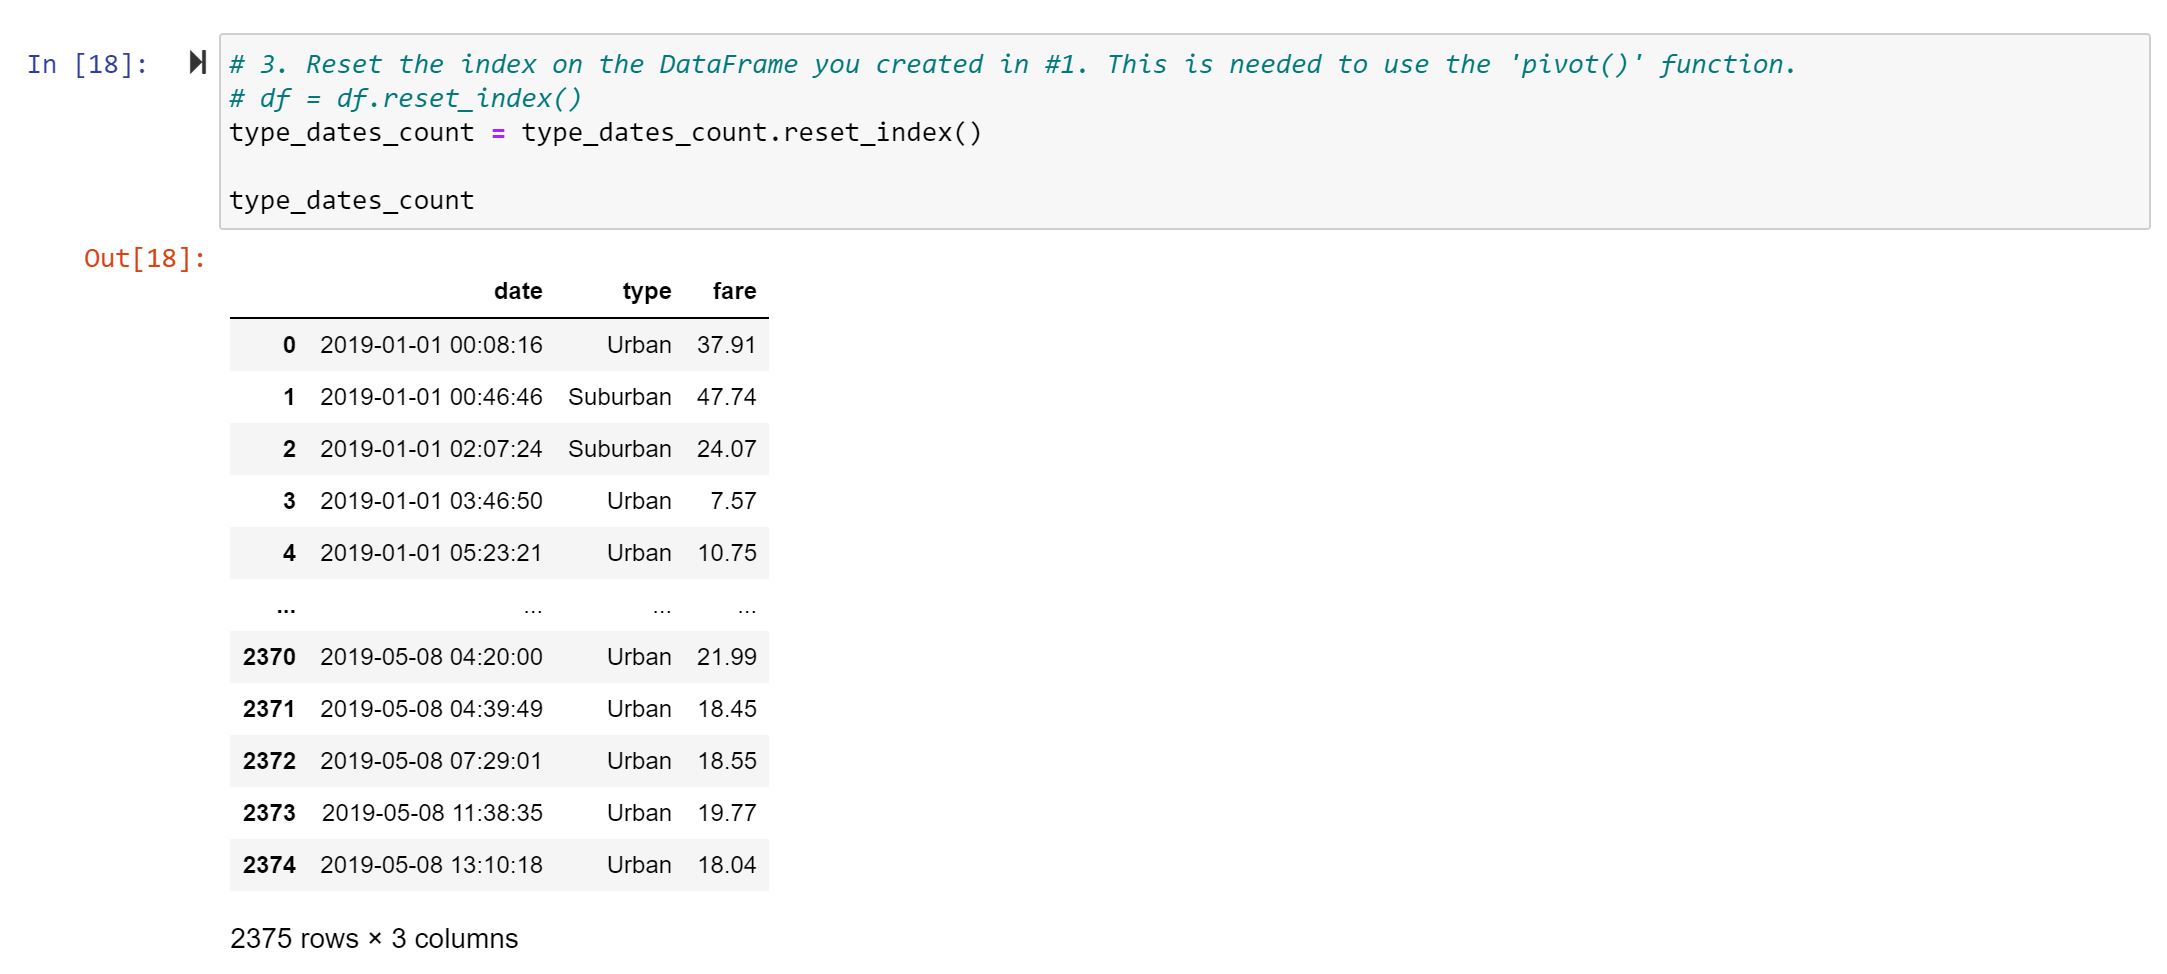 In [18]:
# 3. Reset the index on the DataFrame you created in #1. This is needed to use the 'pivot()' function.
# df = df.reset_index()
type_dates_count = type_dates_count.reset_index()
type_dates_count
Out[18]:
date type fare
0 2019-01-01 00:08:16 Urban 37.91
1 2019-01-01 00:46:46 Suburban 47.74
2 2019-01-01 02:07:24 Suburban 24.07
3 2019-01-01 03:46:50 Urban 7.57
4 2019-01-01 05:23:21 Urban 10.75
... ... ... ...
2370 2019-05-08 04:20:00 Urban 21.99
2371 2019-05-08 04:39:49 Urban 18.45
2372 2019-05-08 07:29:01 Urban 18.55
2373 2019-05-08 11:38:35 Urban 19.77
2374 2019-05-08 13:10:18 Urban 18.04
2375 rows × 3 columns